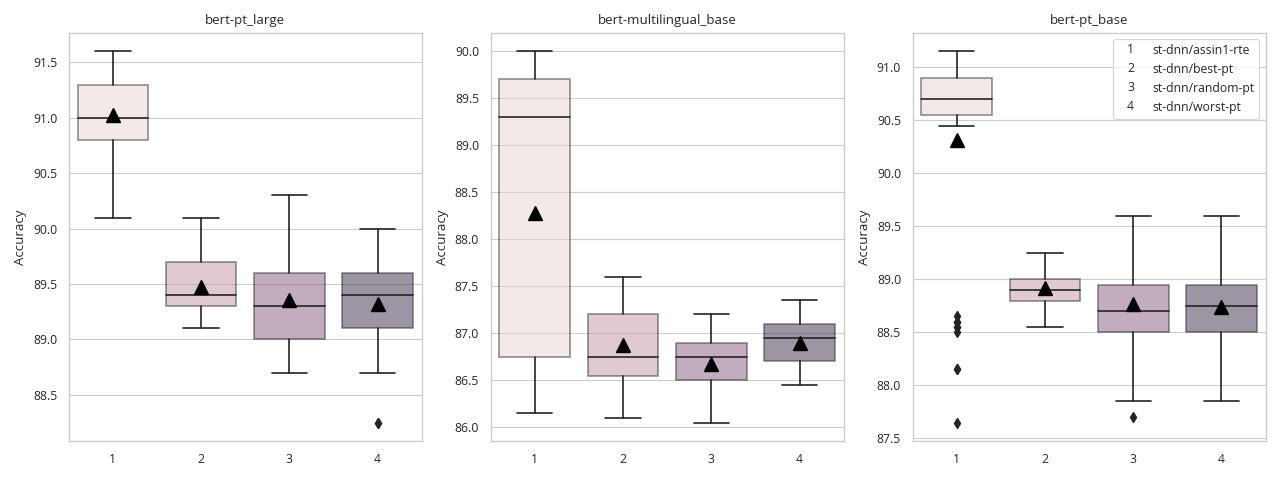 bert-pt_large
Accuracy
91.5
91.0
90.5
90.0
89.5
89.0
88.5
1 2 3 4
bert-multilingual_base
Accuracy
90.0
89.5
89.0
88.5
88.0
87.5
87.0
86.5
86.0
1 2 3 4
bert-pt_base
Accuracy
91.0
90.5
90.0
89.5
89.0
88.5
88.0
87.5
1 st-dnn/assin1-rte
2 st-dnn/best-pt
3 st-dnn/random-pt
4 st-dnn/worst-pt
1 2 3 4